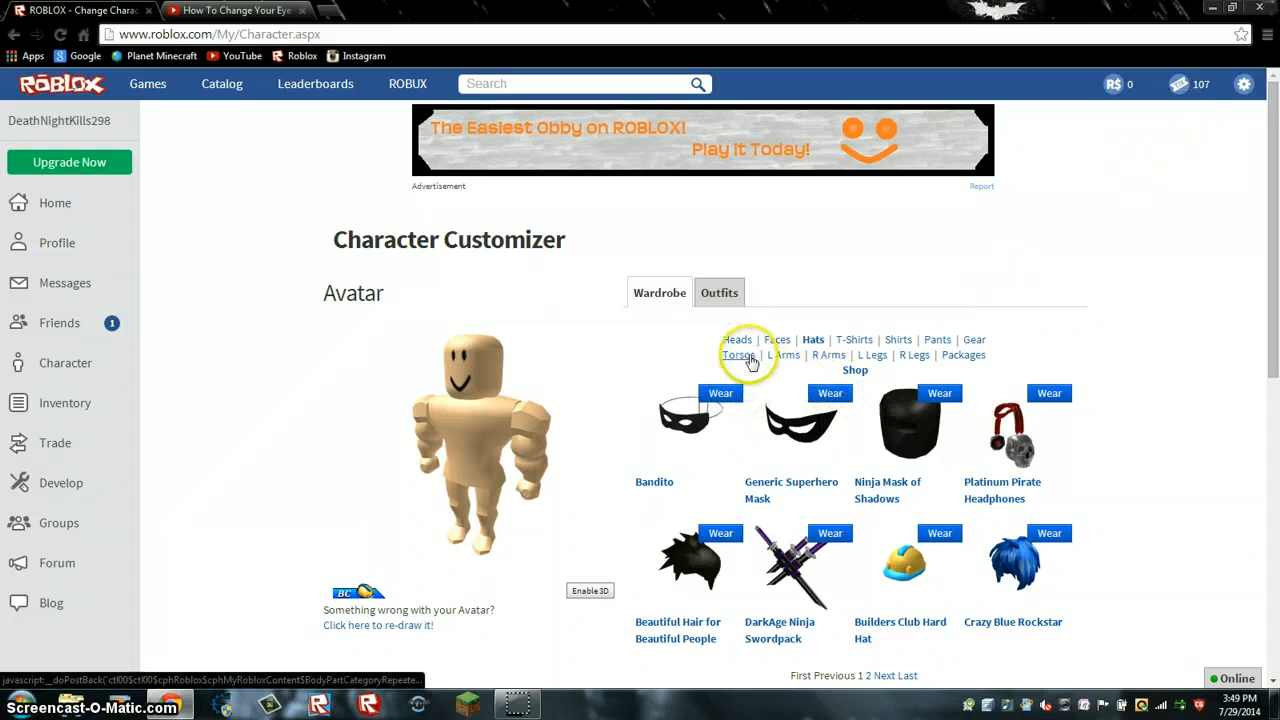 ROBLOX - Change Charac
How To Change Your Eye
www.roblox.com/My/Character.aspx
Apps Google Planet Minecraft YouTube Roblox Instagram
ROBLOX Games Catalog Leaderboards ROBUX Search R$ 0 107
DeathNightKills298
Upgrade Now
Home
Profile
Messages
Friends 1
Character
Inventory
Trade
Develop
Groups
Forum
Blog
The Easiest Obby on ROBLOX!
Play it Today!
Advertisement Report
Character Customizer
Avatar
Wardrobe Outfits
Heads | Faces | Hats | T-Shirts | Shirts | Pants | Gear
Torsos | L Arms | R Arms | L Legs | R Legs | Packages
Shop
Wear Wear Wear Wear
Bandito
Generic Superhero
Mask
Ninja Mask of
Shadows
Platinum Pirate
Headphones
Wear Wear Wear Wear
Beautiful Hair for
Beautiful People
DarkAge Ninja
Swordpack
Builders Club Hard
Hat
Crazy Blue Rockstar
BC
Enable 3D
Something wrong with your Avatar?
Click here to re-draw it!
First Previous 1 2 Next Last
Online
javascript:__doPostBack('ctl00$ctl00$cphRoblox$cphMyRobloxContent$BodyPartCategoryRepeate...
Screencast-O-Matic.com
3:49 PM
7/29/2014